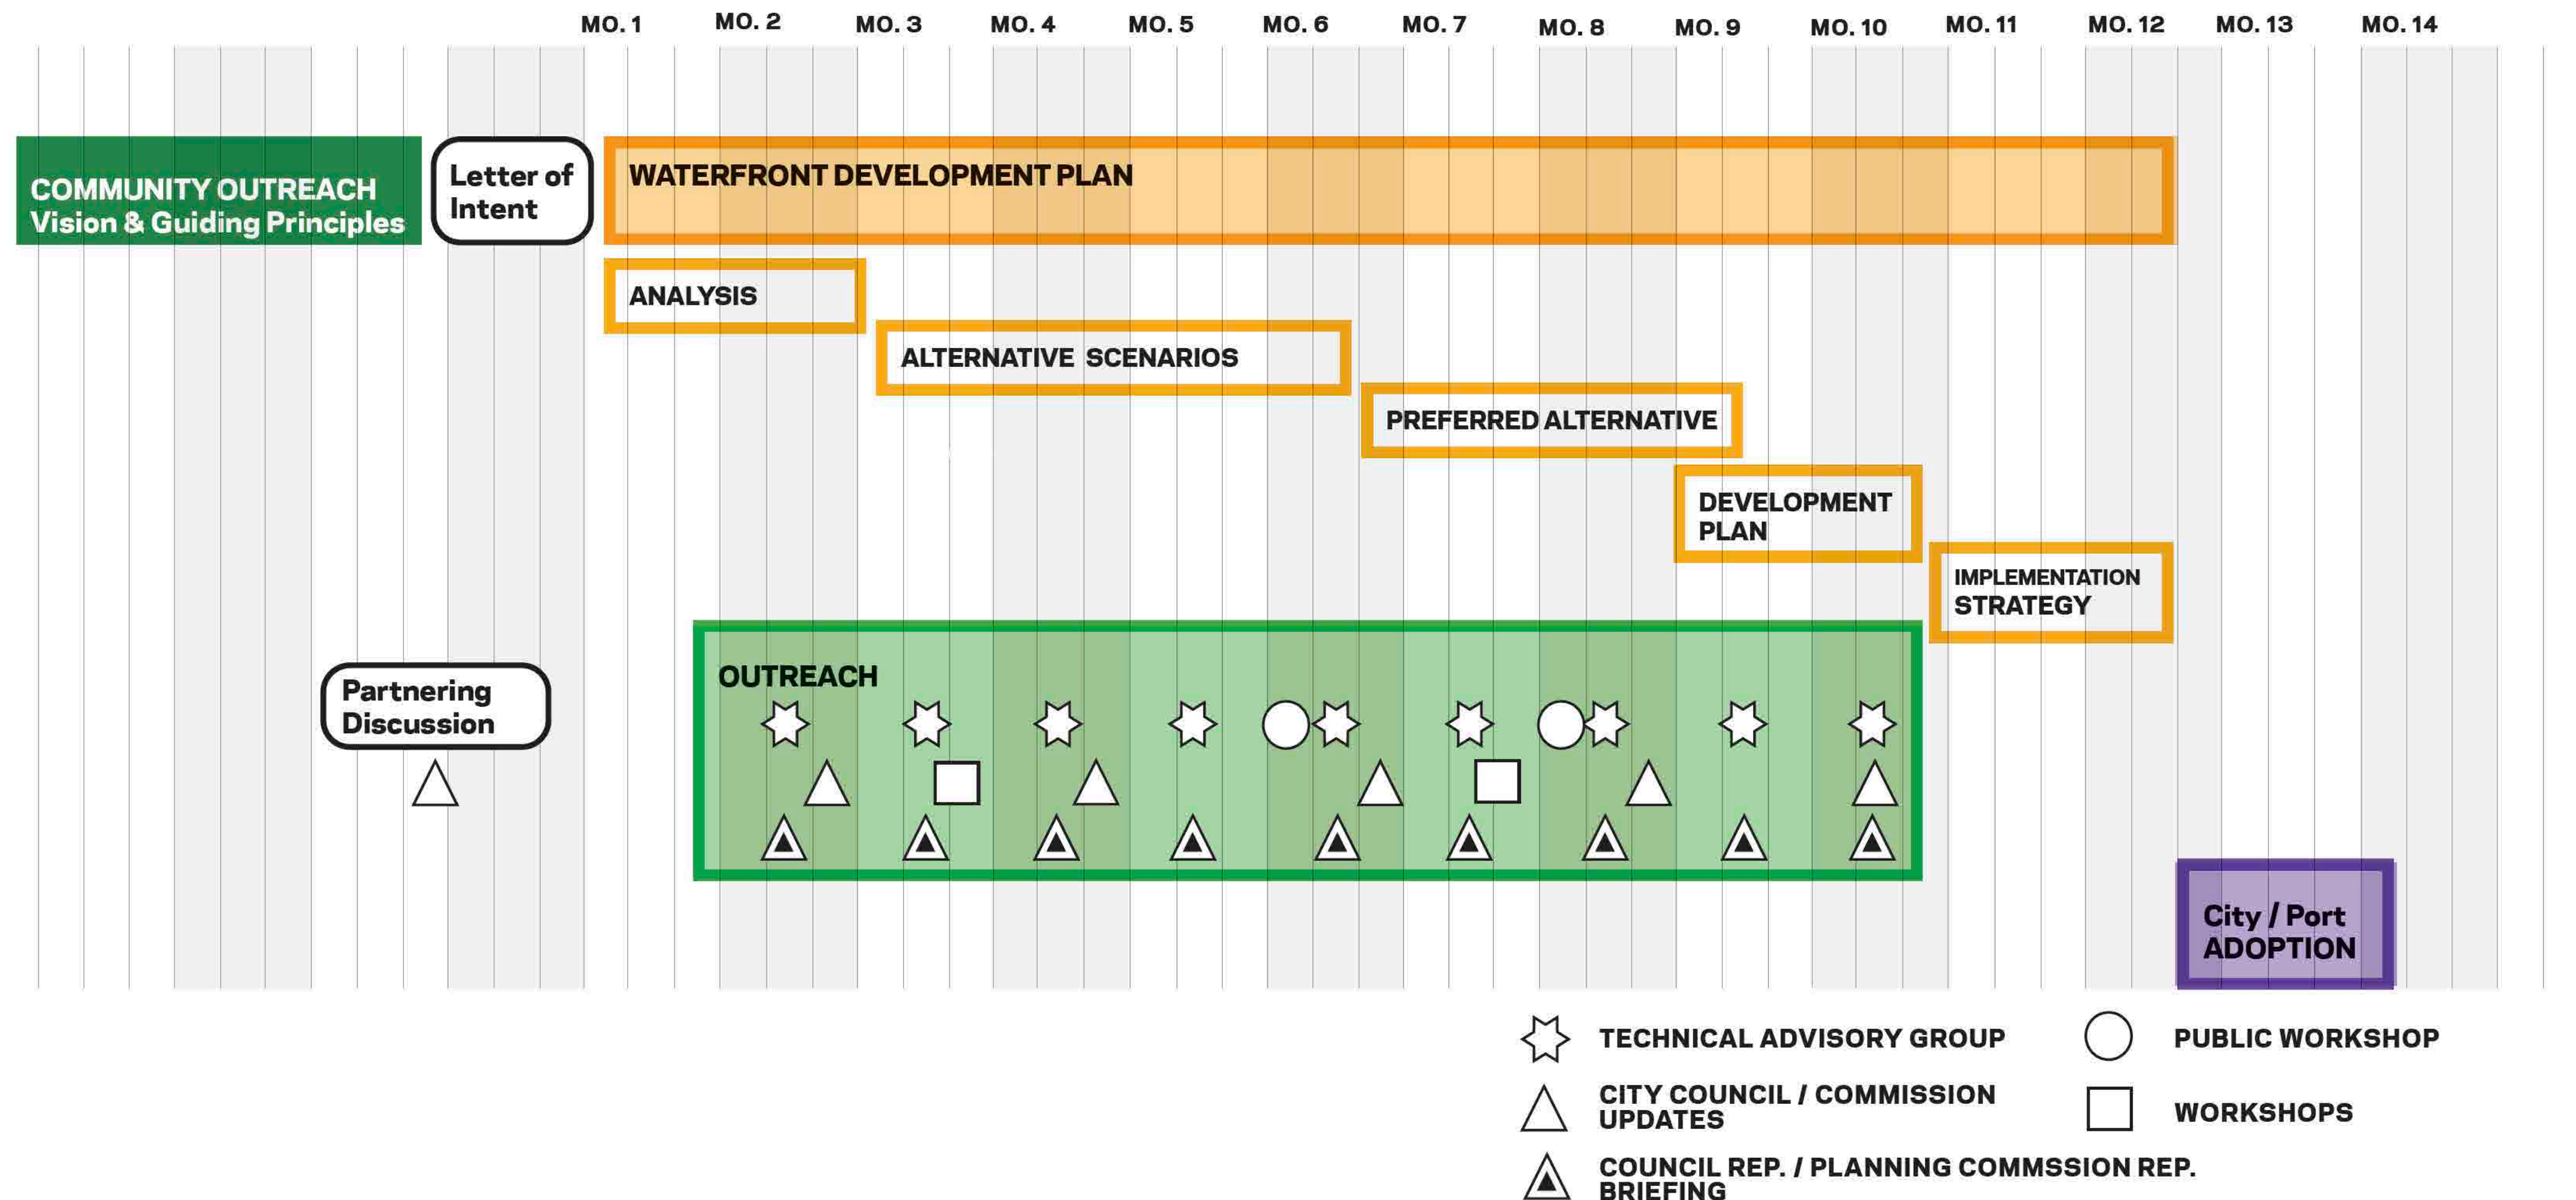 MO. 1 MO. 2 MO. 3 MO. 4 MO. 5 MO. 6 MO. 7 MO. 8 MO. 9 MO. 10 MO. 11 MO. 12 MO. 13 MO. 14
COMMUNITY OUTREACH
Vision & Guiding Principles
Letter of
Intent
WATERFRONT DEVELOPMENT PLAN
ANALYSIS
ALTERNATIVE SCENARIOS
PREFERRED ALTERNATIVE
DEVELOPMENT
PLAN
IMPLEMENTATION
STRATEGY
OUTREACH
Partnering
Discussion
City / Port
ADOPTION
TECHNICAL ADVISORY GROUP
CITY COUNCIL / COMMISSION
UPDATES
COUNCIL REP. / PLANNING COMMSSION REP.
BRIEFING
PUBLIC WORKSHOP
WORKSHOPS